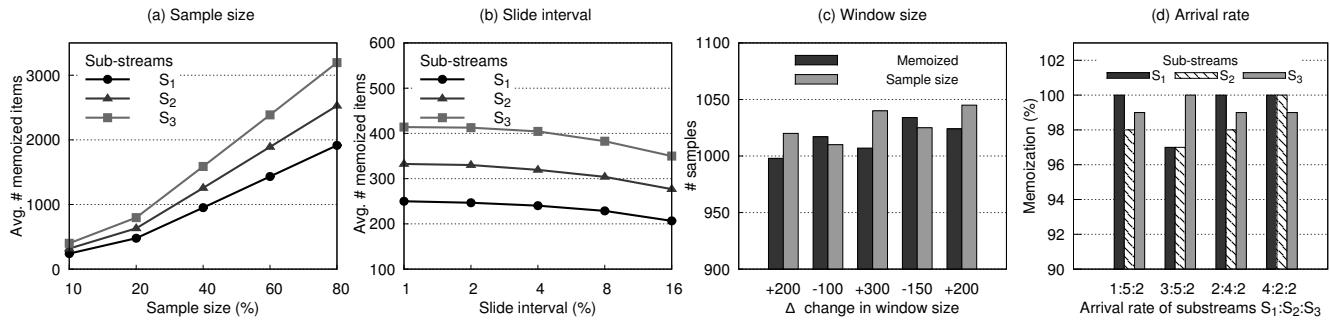 (a) Sample size
Avg. # memoized items
3000
2000
1000
0
Sub-streams
S1
S2
S3
10 20 40 60 80
Sample size (%)
(b) Slide interval
Avg. # memoized items
600
500
400
300
200
100
Sub-streams
S1
S2
S3
1 2 4 8 16
Slide interval (%)
(c) Window size
# samples
1100
1050
1000
950
900
Memoized
Sample size
+200 -100 +300 -150 +200
Δ change in window size
(d) Arrival rate
Memoization (%)
102
100
98
96
94
92
90
Sub-streams
S1 S2 S3
1:5:2 3:5:2 2:4:2 4:2:2
Arrival rate of substreams S1:S2:S3